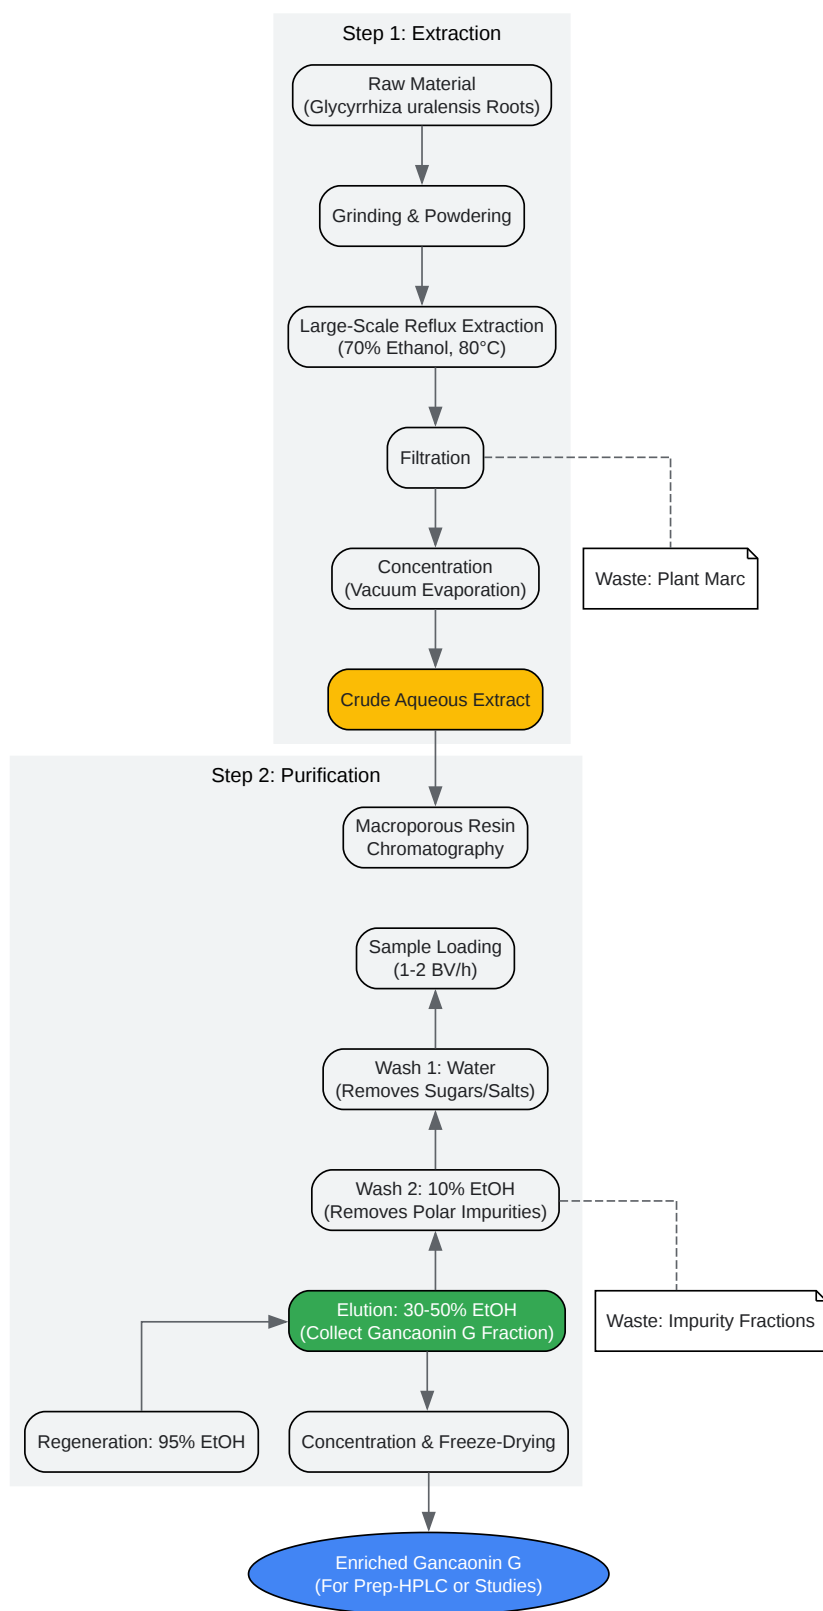 Step 1: Extraction
Raw Material
(Glycyrrhiza uralensis Roots)
Grinding & Powdering
Large-Scale Reflux Extraction
(70% Ethanol, 80°C)
Filtration
Concentration
(Vacuum Evaporation)
Waste: Plant Marc
Crude Aqueous Extract
Step 2: Purification
Macroporous Resin
Chromatography
Sample Loading
(1-2 BV/h)
Wash 1: Water
(Removes Sugars/Salts)
Wash 2: 10% EtOH
(Removes Polar Impurities)
Elution: 30-50% EtOH
(Collect Gancaonin G Fraction)
Waste: Impurity Fractions
Regeneration: 95% EtOH
Concentration & Freeze-Drying
Enriched Gancaonin G
(For Prep-HPLC or Studies)